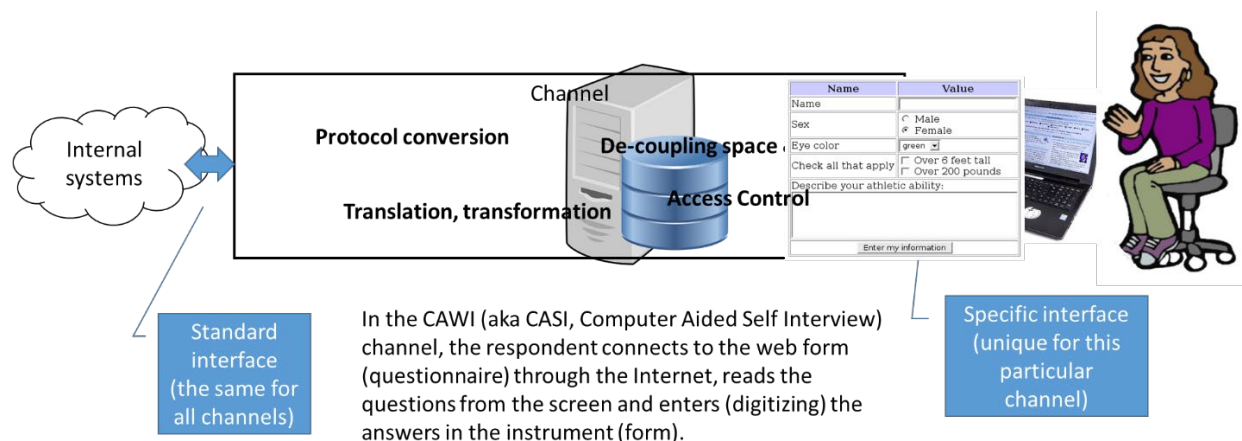 Channel
Internal
systems
Protocol conversion
De-coupling space
Translation, transformation
Access Control
Name Value
Name
Sex
Male
Female
Eye color green
Check all that apply
Over 6 feet tall
Over 200 pounds
Describe your athletic ability:
Enter my information
Standard
interface
(the same for
all channels)
In the CAWI (aka CASI, Computer Aided Self Interview)
channel, the respondent connects to the web form
(questionnaire) through the Internet, reads the
questions from the screen and enters (digitizing) the
answers in the instrument (form).
Specific interface
(unique for this
particular
channel)